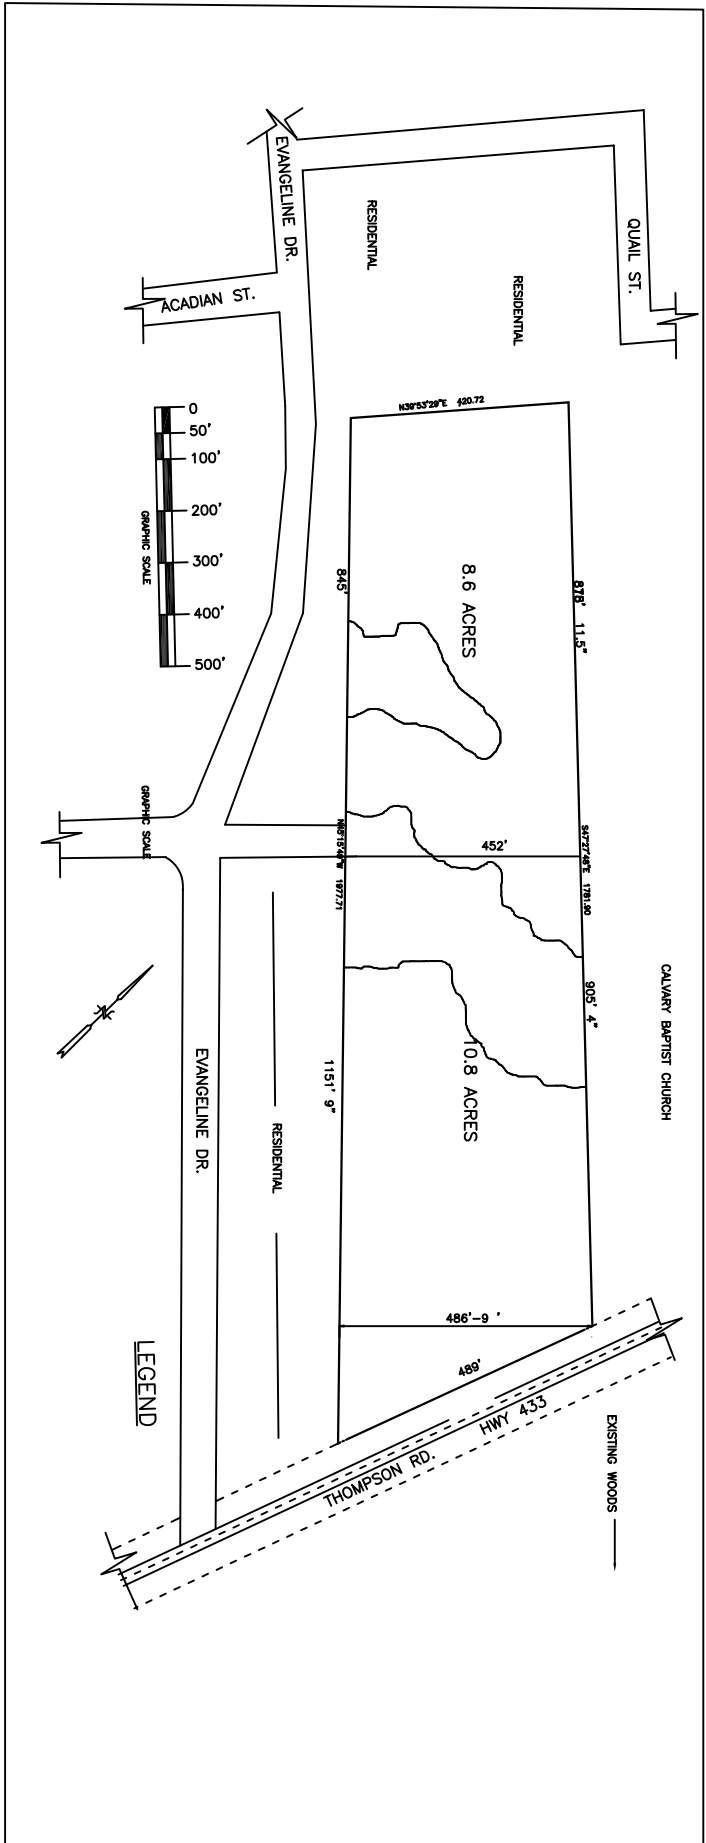 EVANGELINE DR.
QUAIL ST.
RESIDENTIAL
RESIDENTIAL
ACADIAN ST.
N39°53'29"E 420.72
0
50'
100'
200'
300'
400'
500'
GRAPHIC SCALE
845'
8.6 ACRES
878' 11.5"
GRAPHIC SCALE
1977.71
452'
S47°27'48"E 1781.90
905' 4"
CALVARY BAPTIST CHURCH
N
EVANGELINE DR.
RESIDENTIAL
1151' 9"
10.8 ACRES
486'-9 '
489'
LEGEND
HWY 433
THOMPSON RD.
EXISTING WOODS